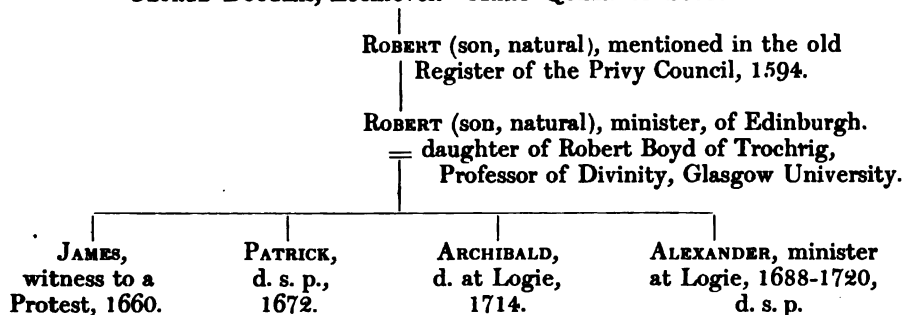 ROBERT (son, natural), mentioned in the old
Register of the Privy Council, 1594.
ROBERT (son, natural), minister, of Edinburgh.
= daughter of Robert Boyd of Trochrig,
Professor of Divinity, Glasgow University.
JAMES,
witness to a
Protest, 1660.
PATRICK,
d. s. p.,
1672.
ARCHIBALD,
d. at Logie,
1714.
ALEXANDER, minister
at Logie, 1688-1720,
d. s. p.